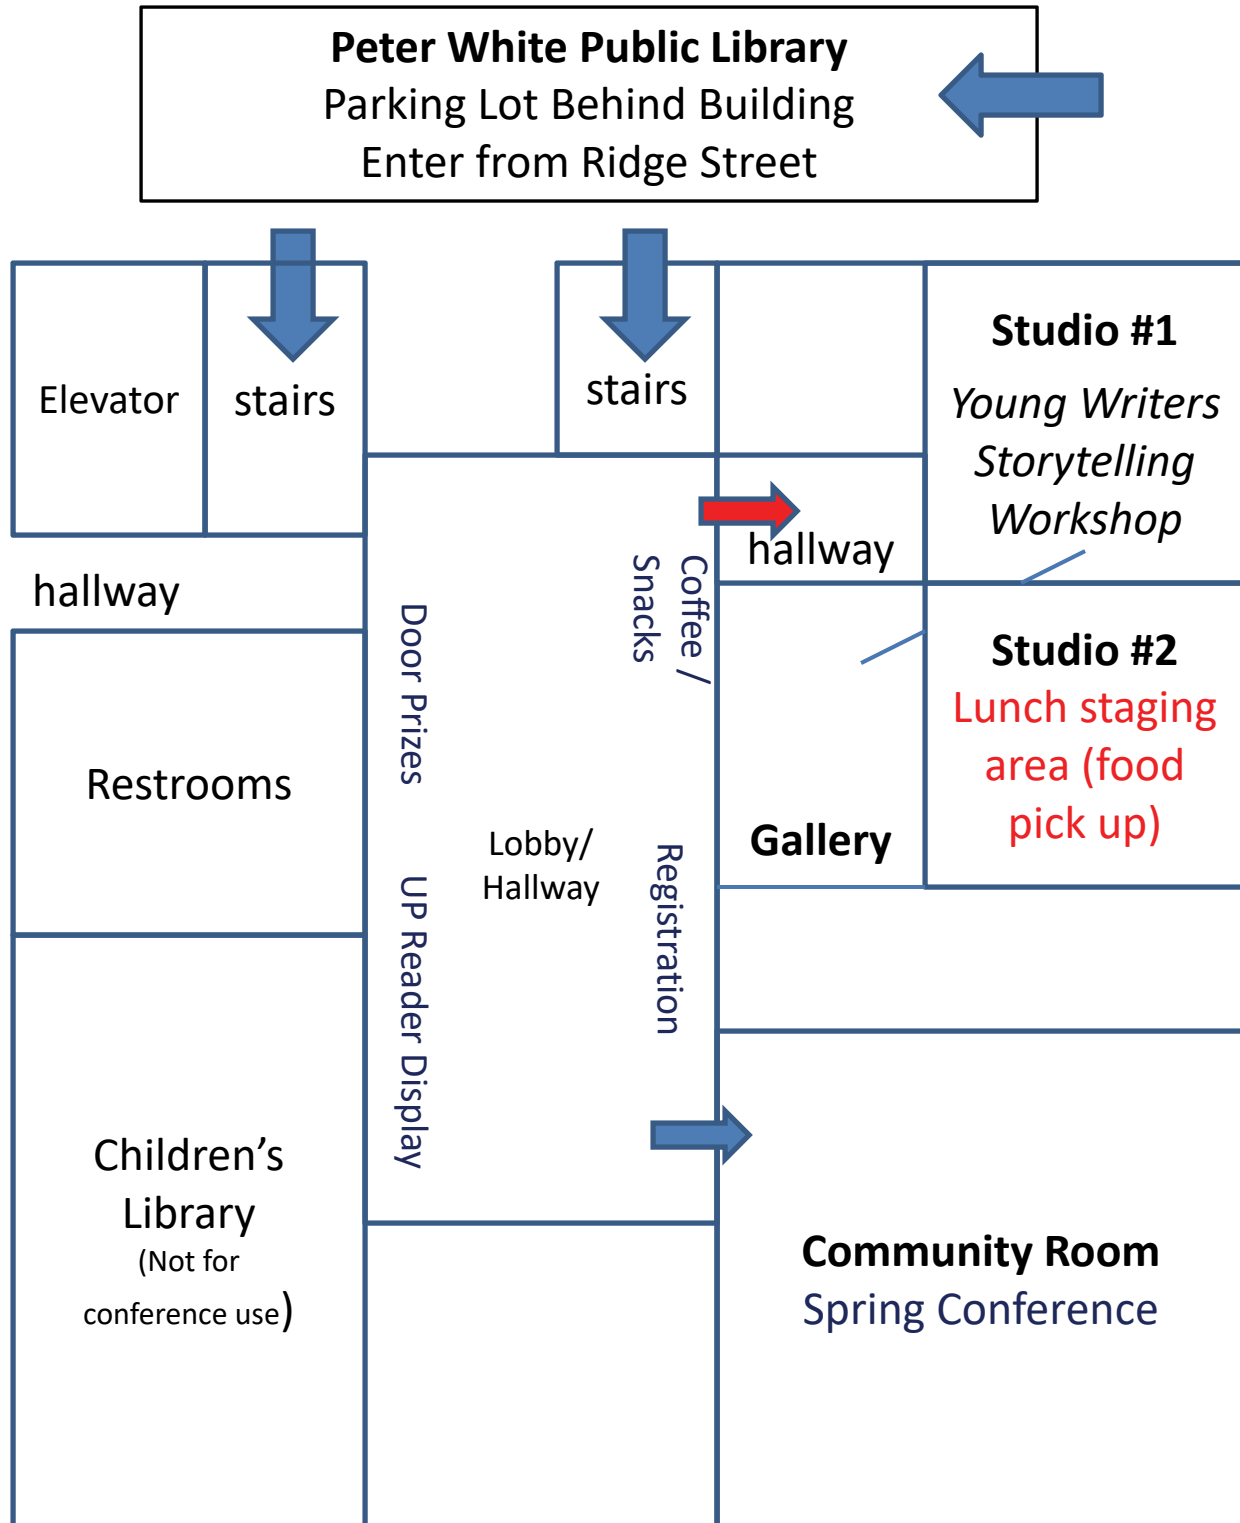 Peter White Public Library
Parking Lot Behind Building
Enter from Ridge Street
Elevator
stairs
stairs
Studio #1
Young Writers
Storytelling
Workshop
hallway
hallway
Coffee /
Snacks
Door Prizes
Studio #2
Lunch staging
area (food
pick up)
Restrooms
Gallery
Lobby/
Hallway
Registration
UP Reader Display
Children’s
Library
(Not for
conference use)
Community Room
Spring Conference